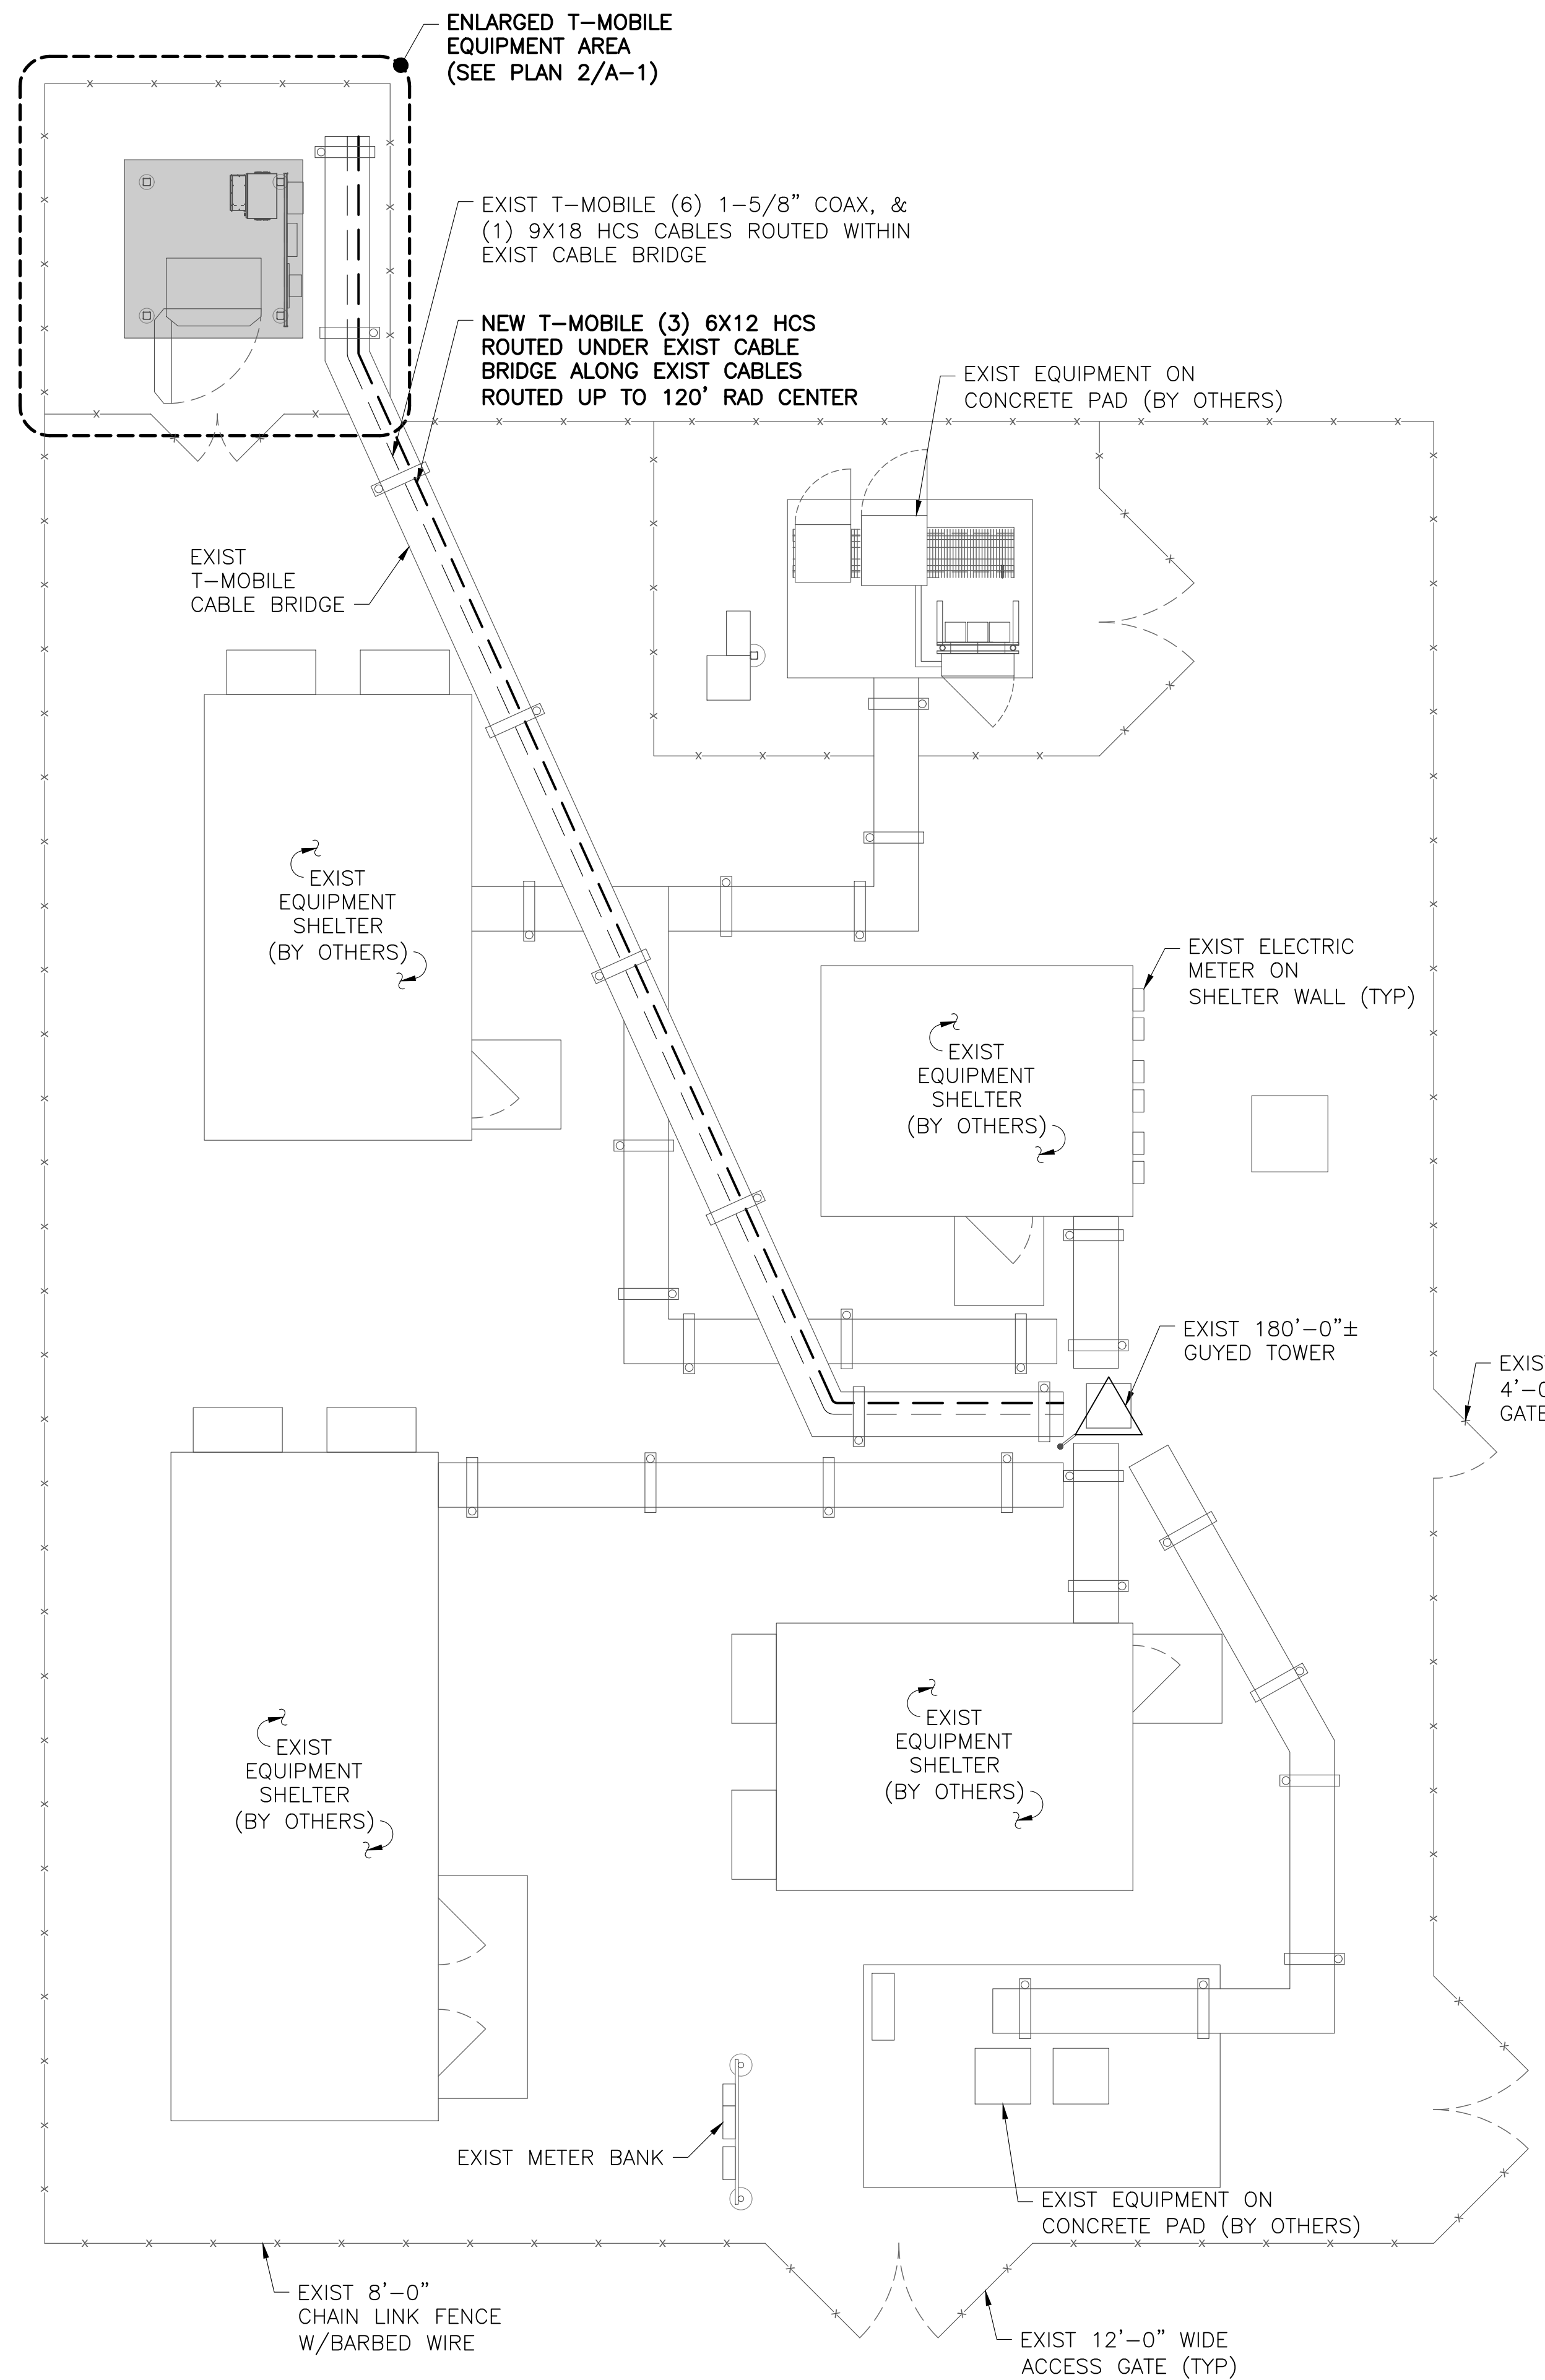 ENLARGED T-MOBILE
EQUIPMENT AREA
(SEE PLAN 2/A-1)
EXIST T-MOBILE (6) 1-5/8" COAX, &
(1) 9X18 HCS CABLES ROUTED WITHIN
EXIST CABLE BRIDGE
NEW T-MOBILE (3) 6X12 HCS
ROUTED UNDER EXIST CABLE
BRIDGE ALONG EXIST CABLES
ROUTED UP TO 120' RAD CENTER
EXIST EQUIPMENT ON
CONCRETE PAD (BY OTHERS)
EXIST
T-MOBILE
CABLE BRIDGE
EXIST
EQUIPMENT
SHELTER
(BY OTHERS)
EXIST ELECTRIC
METER ON
SHELTER WALL (TYP)
EXIST
EQUIPMENT
SHELTER
(BY OTHERS)
EXIST 180'-0"±
GUYED TOWER
4'-0
GATE
EXIST
EQUIPMENT
SHELTER
(BY OTHERS)
EXIST
EQUIPMENT
SHELTER
(BY OTHERS)
EXIST METER BANK
EXIST EQUIPMENT ON
CONCRETE PAD (BY OTHERS)
EXIST 8'-0"
CHAIN LINK FENCE
W/BARBED WIRE
EXIST 12'-0" WIDE
ACCESS GATE (TYP)